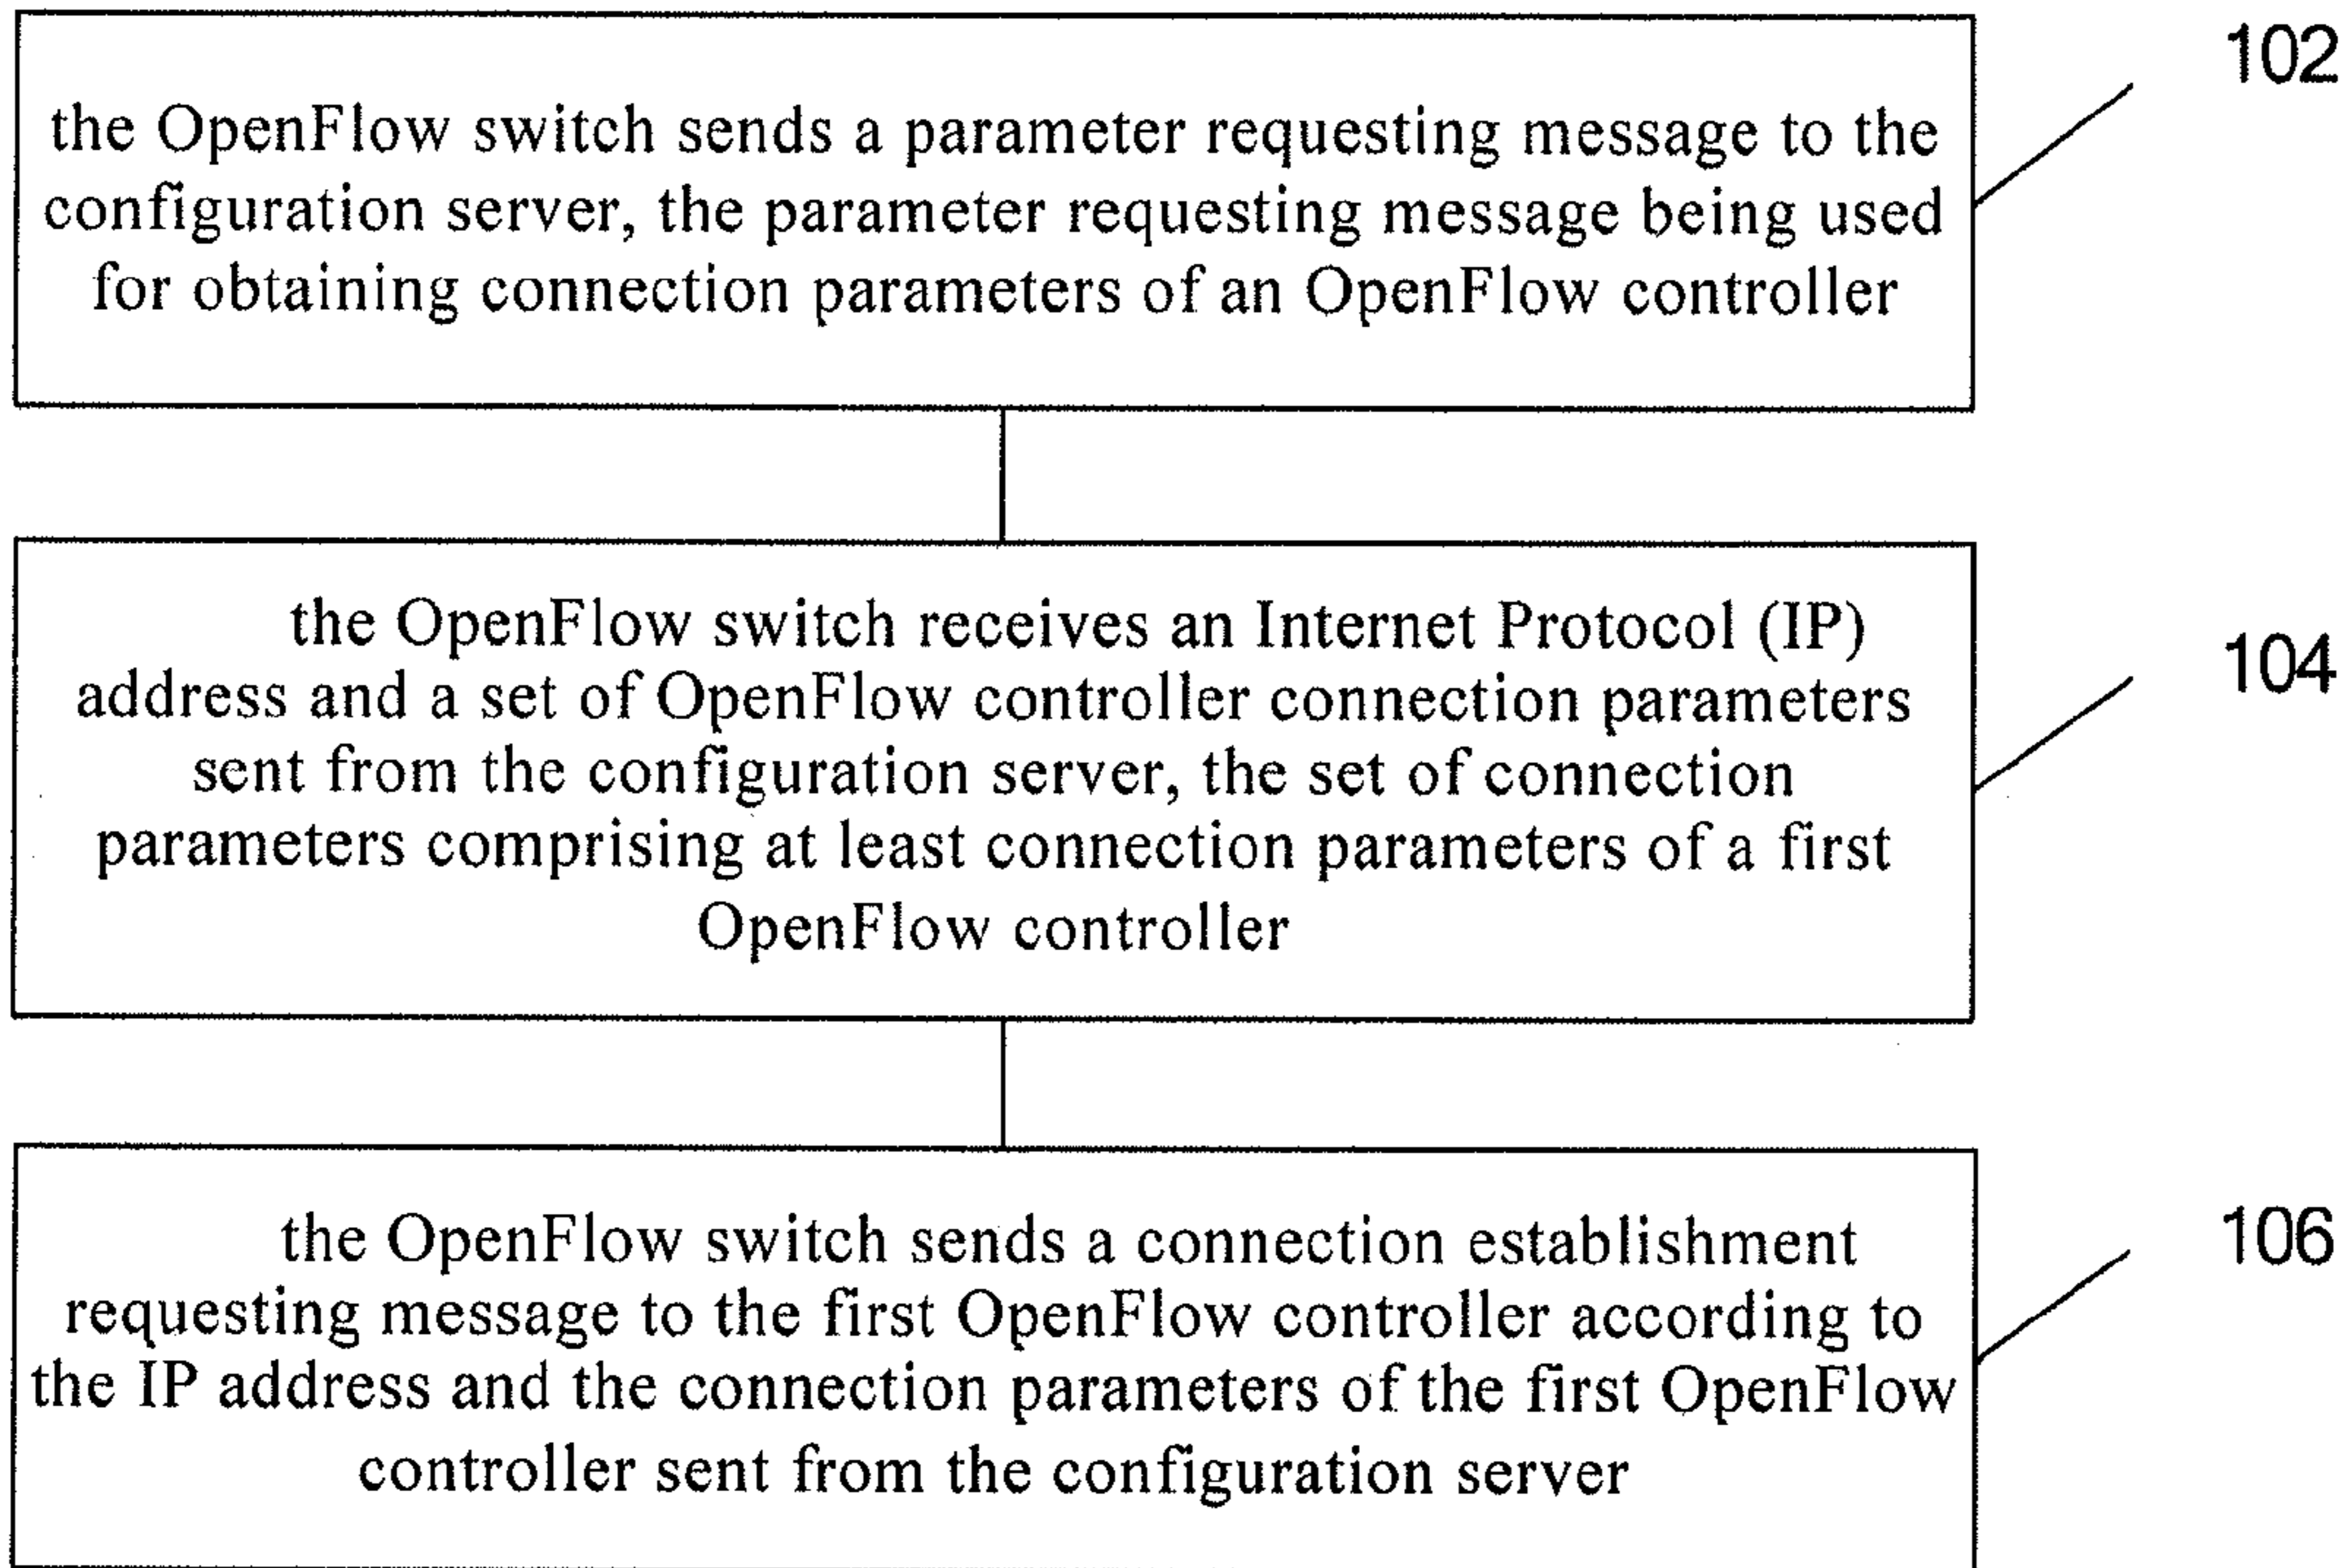 102
the OpenFlow switch sends a parameter requesting message to the
configuration server, the parameter requesting message being used
for obtaining connection parameters of an OpenFlow controller
104
the OpenFlow switch receives an Internet Protocol (IP)
address and a set of OpenFlow controller connection parameters
sent from the configuration server, the set of connection
parameters comprising at least connection parameters of a first
OpenFlow controller
106
the OpenFlow switch sends a connection establishment
requesting message to the first OpenFlow controller according to
the IP address and the connection parameters of the first OpenFlow
controller sent from the configuration server